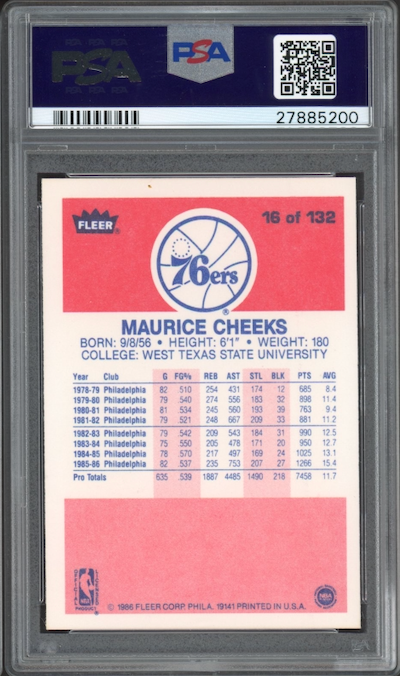 PSA
PSA
27885200
FLEER®
76ers
®
16 of 132
MAURICE CHEEKS
BORN: 9/8/56 • HEIGHT: 6'1" • WEIGHT: 180
COLLEGE: WEST TEXAS STATE UNIVERSITY
Year Club G FG% REB AST STL BLK PTS AVG
1978-79 Philadelphia 82 .510 254 431 174 12 685 8.4
1979-80 Philadelphia 79 .540 274 556 183 32 898 11.4
1980-81 Philadelphia 81 .534 245 560 193 39 763 9.4
1981-82 Philadelphia 79 .521 248 667 209 33 881 11.2
1982-83 Philadelphia 79 .542 209 543 184 31 990 12.5
1983-84 Philadelphia 75 .550 205 478 171 20 950 12.7
1984-85 Philadelphia 78 .570 217 497 169 24 1025 13.1
1985-86 Philadelphia 82 .537 235 753 207 27 1266 15.4
Pro Totals 635 .539 1887 4485 1490 218 7458 11.7
OFFICIAL
NBA
PRODUCT
NBA
© 1986 FLEER CORP. PHILA. 19141 PRINTED IN U.S.A.